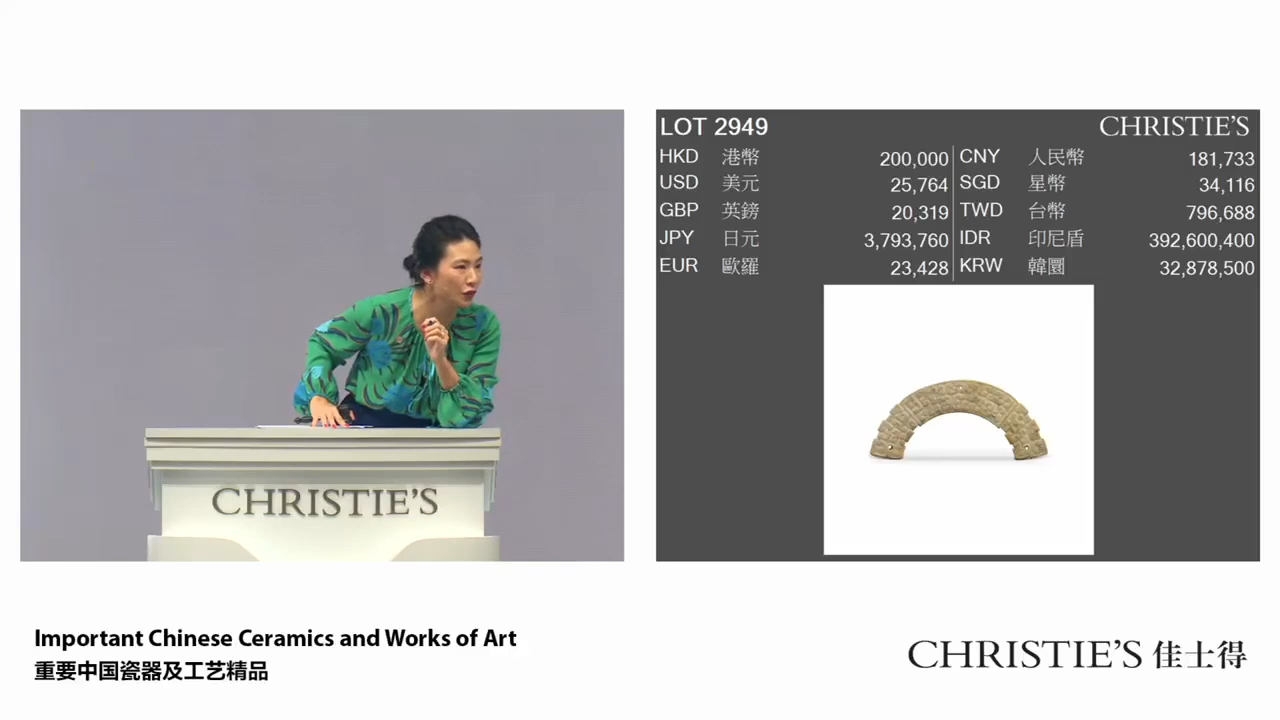 CHRISTIE'S
LOT 2949 CHRISTIE'S
HKD 港幣 200,000 CNY 人民幣 181,733
USD 美元 25,764 SGD 星幣 34,116
GBP 英鎊 20,319 TWD 台幣 796,688
JPY 日元 3,793,760 IDR 印尼盾 392,600,400
EUR 歐羅 23,428 KRW 韓圜 32,878,500
Important Chinese Ceramics and Works of Art
重要中国瓷器及工艺精品
CHRISTIE'S 佳士得